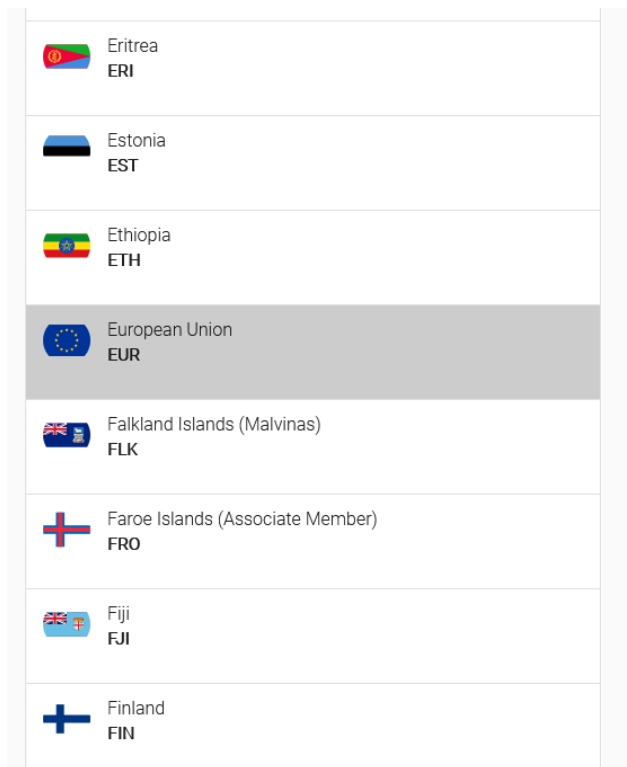 Eritrea
ERI
Estonia
EST
Ethiopia
ETH
European Union
EUR
Falkland Islands (Malvinas)
FLK
Faroe Islands (Associate Member)
FRO
Fiji
FJI
Finland
FIN